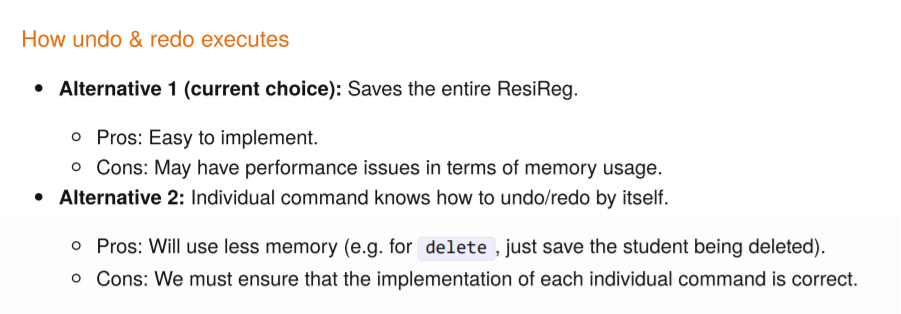 How undo & redo executes
• Alternative 1 (current choice): Saves the entire ResiReg.
◦ Pros: Easy to implement.
◦ Cons: May have performance issues in terms of memory usage.
• Alternative 2: Individual command knows how to undo/redo by itself.
◦ Pros: Will use less memory (e.g. for delete, just save the student being deleted).
◦ Cons: We must ensure that the implementation of each individual command is correct.